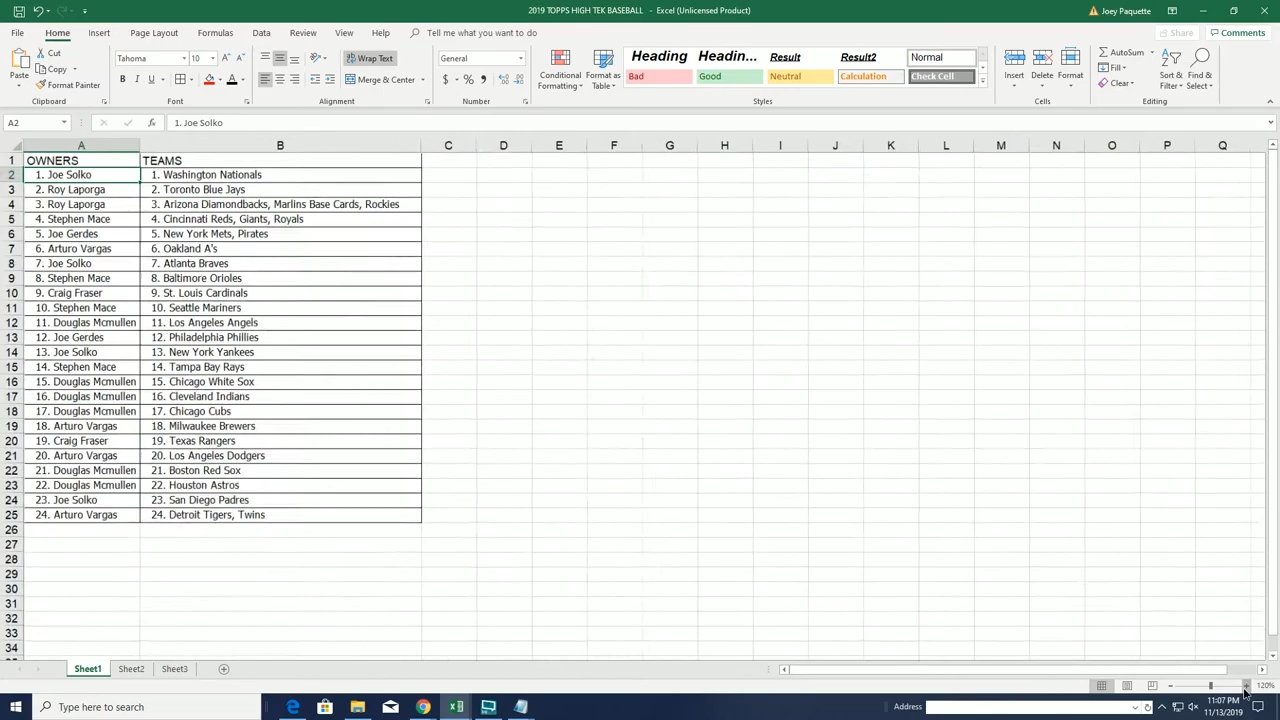 2019 TOPPS HIGH TEK BASEBALL - Excel (Unlicensed Product)
Joey Paquette
File Home Insert Page Layout Formulas Data Review View Help Tell me what you want to do
Share Comments
Paste Cut Copy Format Painter
Tahoma 10
Wrap Text
Merge & Center
General
Conditional Formatting Format as Table
Heading Headin... Result Result2 Normal
Bad Good Neutral Calculation Check Cell
Insert Delete Format
AutoSum Fill Clear
Sort & Filter Find & Select
Clipboard Font Alignment Number Styles Cells Editing
A2 fx 1. Joe Solko
A B C D E F G H I J K L M N O P Q
1 OWNERS TEAMS
2 1. Joe Solko 1. Washington Nationals
3 2. Roy Laporga 2. Toronto Blue Jays
4 3. Roy Laporga 3. Arizona Diamondbacks, Marlins Base Cards, Rockies
5 4. Stephen Mace 4. Cincinnati Reds, Giants, Royals
6 5. Joe Gerdes 5. New York Mets, Pirates
7 6. Arturo Vargas 6. Oakland A's
8 7. Joe Solko 7. Atlanta Braves
9 8. Stephen Mace 8. Baltimore Orioles
10 9. Craig Fraser 9. St. Louis Cardinals
11 10. Stephen Mace 10. Seattle Mariners
12 11. Douglas Mcmullen 11. Los Angeles Angels
13 12. Joe Gerdes 12. Philadelphia Phillies
14 13. Joe Solko 13. New York Yankees
15 14. Stephen Mace 14. Tampa Bay Rays
16 15. Douglas Mcmullen 15. Chicago White Sox
17 16. Douglas Mcmullen 16. Cleveland Indians
18 17. Douglas Mcmullen 17. Chicago Cubs
19 18. Arturo Vargas 18. Milwaukee Brewers
20 19. Craig Fraser 19. Texas Rangers
21 20. Arturo Vargas 20. Los Angeles Dodgers
22 21. Douglas Mcmullen 21. Boston Red Sox
23 22. Douglas Mcmullen 22. Houston Astros
24 23. Joe Solko 23. San Diego Padres
25 24. Arturo Vargas 24. Detroit Tigers, Twins
26
27
28
29
30
31
32
33
34
Sheet1 Sheet2 Sheet3
120%
Type here to search
Address
11:07 PM
11/13/2019